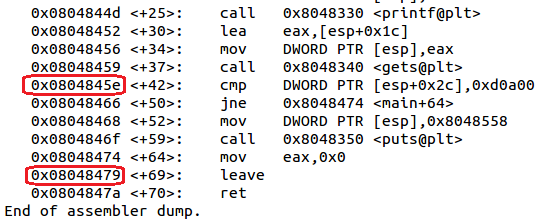 0x0804844d <+25>: call 0x8048330 <printf@plt>
0x08048452 <+30>: lea eax,[esp+0x1c]
0x08048456 <+34>: mov DWORD PTR [esp],eax
0x08048459 <+37>: call 0x8048340 <gets@plt>
0x0804845e <+42>: cmp DWORD PTR [esp+0x2c],0xd0a00
0x08048466 <+50>: jne 0x8048474 <main+64>
0x08048468 <+52>: mov DWORD PTR [esp],0x8048558
0x0804846f <+59>: call 0x8048350 <puts@plt>
0x08048474 <+64>: mov eax,0x0
0x08048479 <+69>: leave
0x0804847a <+70>: ret
End of assembler dump.